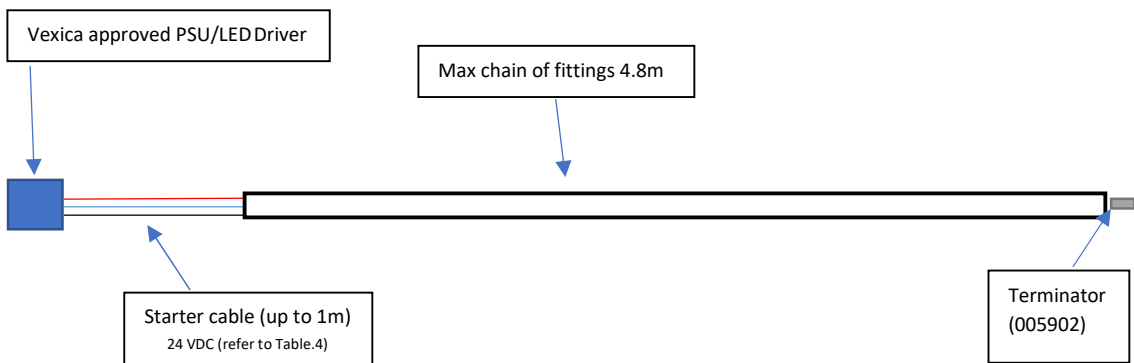 Vexica approved PSU/LED Driver
Max chain of fittings 4.8m
Starter cable (up to 1m)
24 VDC (refer to Table.4)
Terminator
(005902)